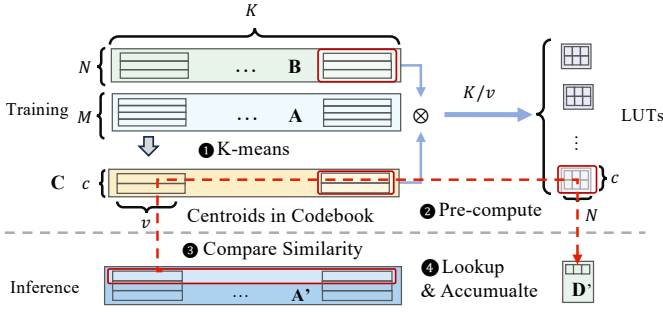 K
N
B
...
Training
M
A
...
⊗
K/v
LUTs
❶ K-means
C
c
...
c
v
Centroids in Codebook
❷ Pre-compute
N
❸ Compare Similarity
❹ Lookup
& Accumualte
Inference
A'
...
D'